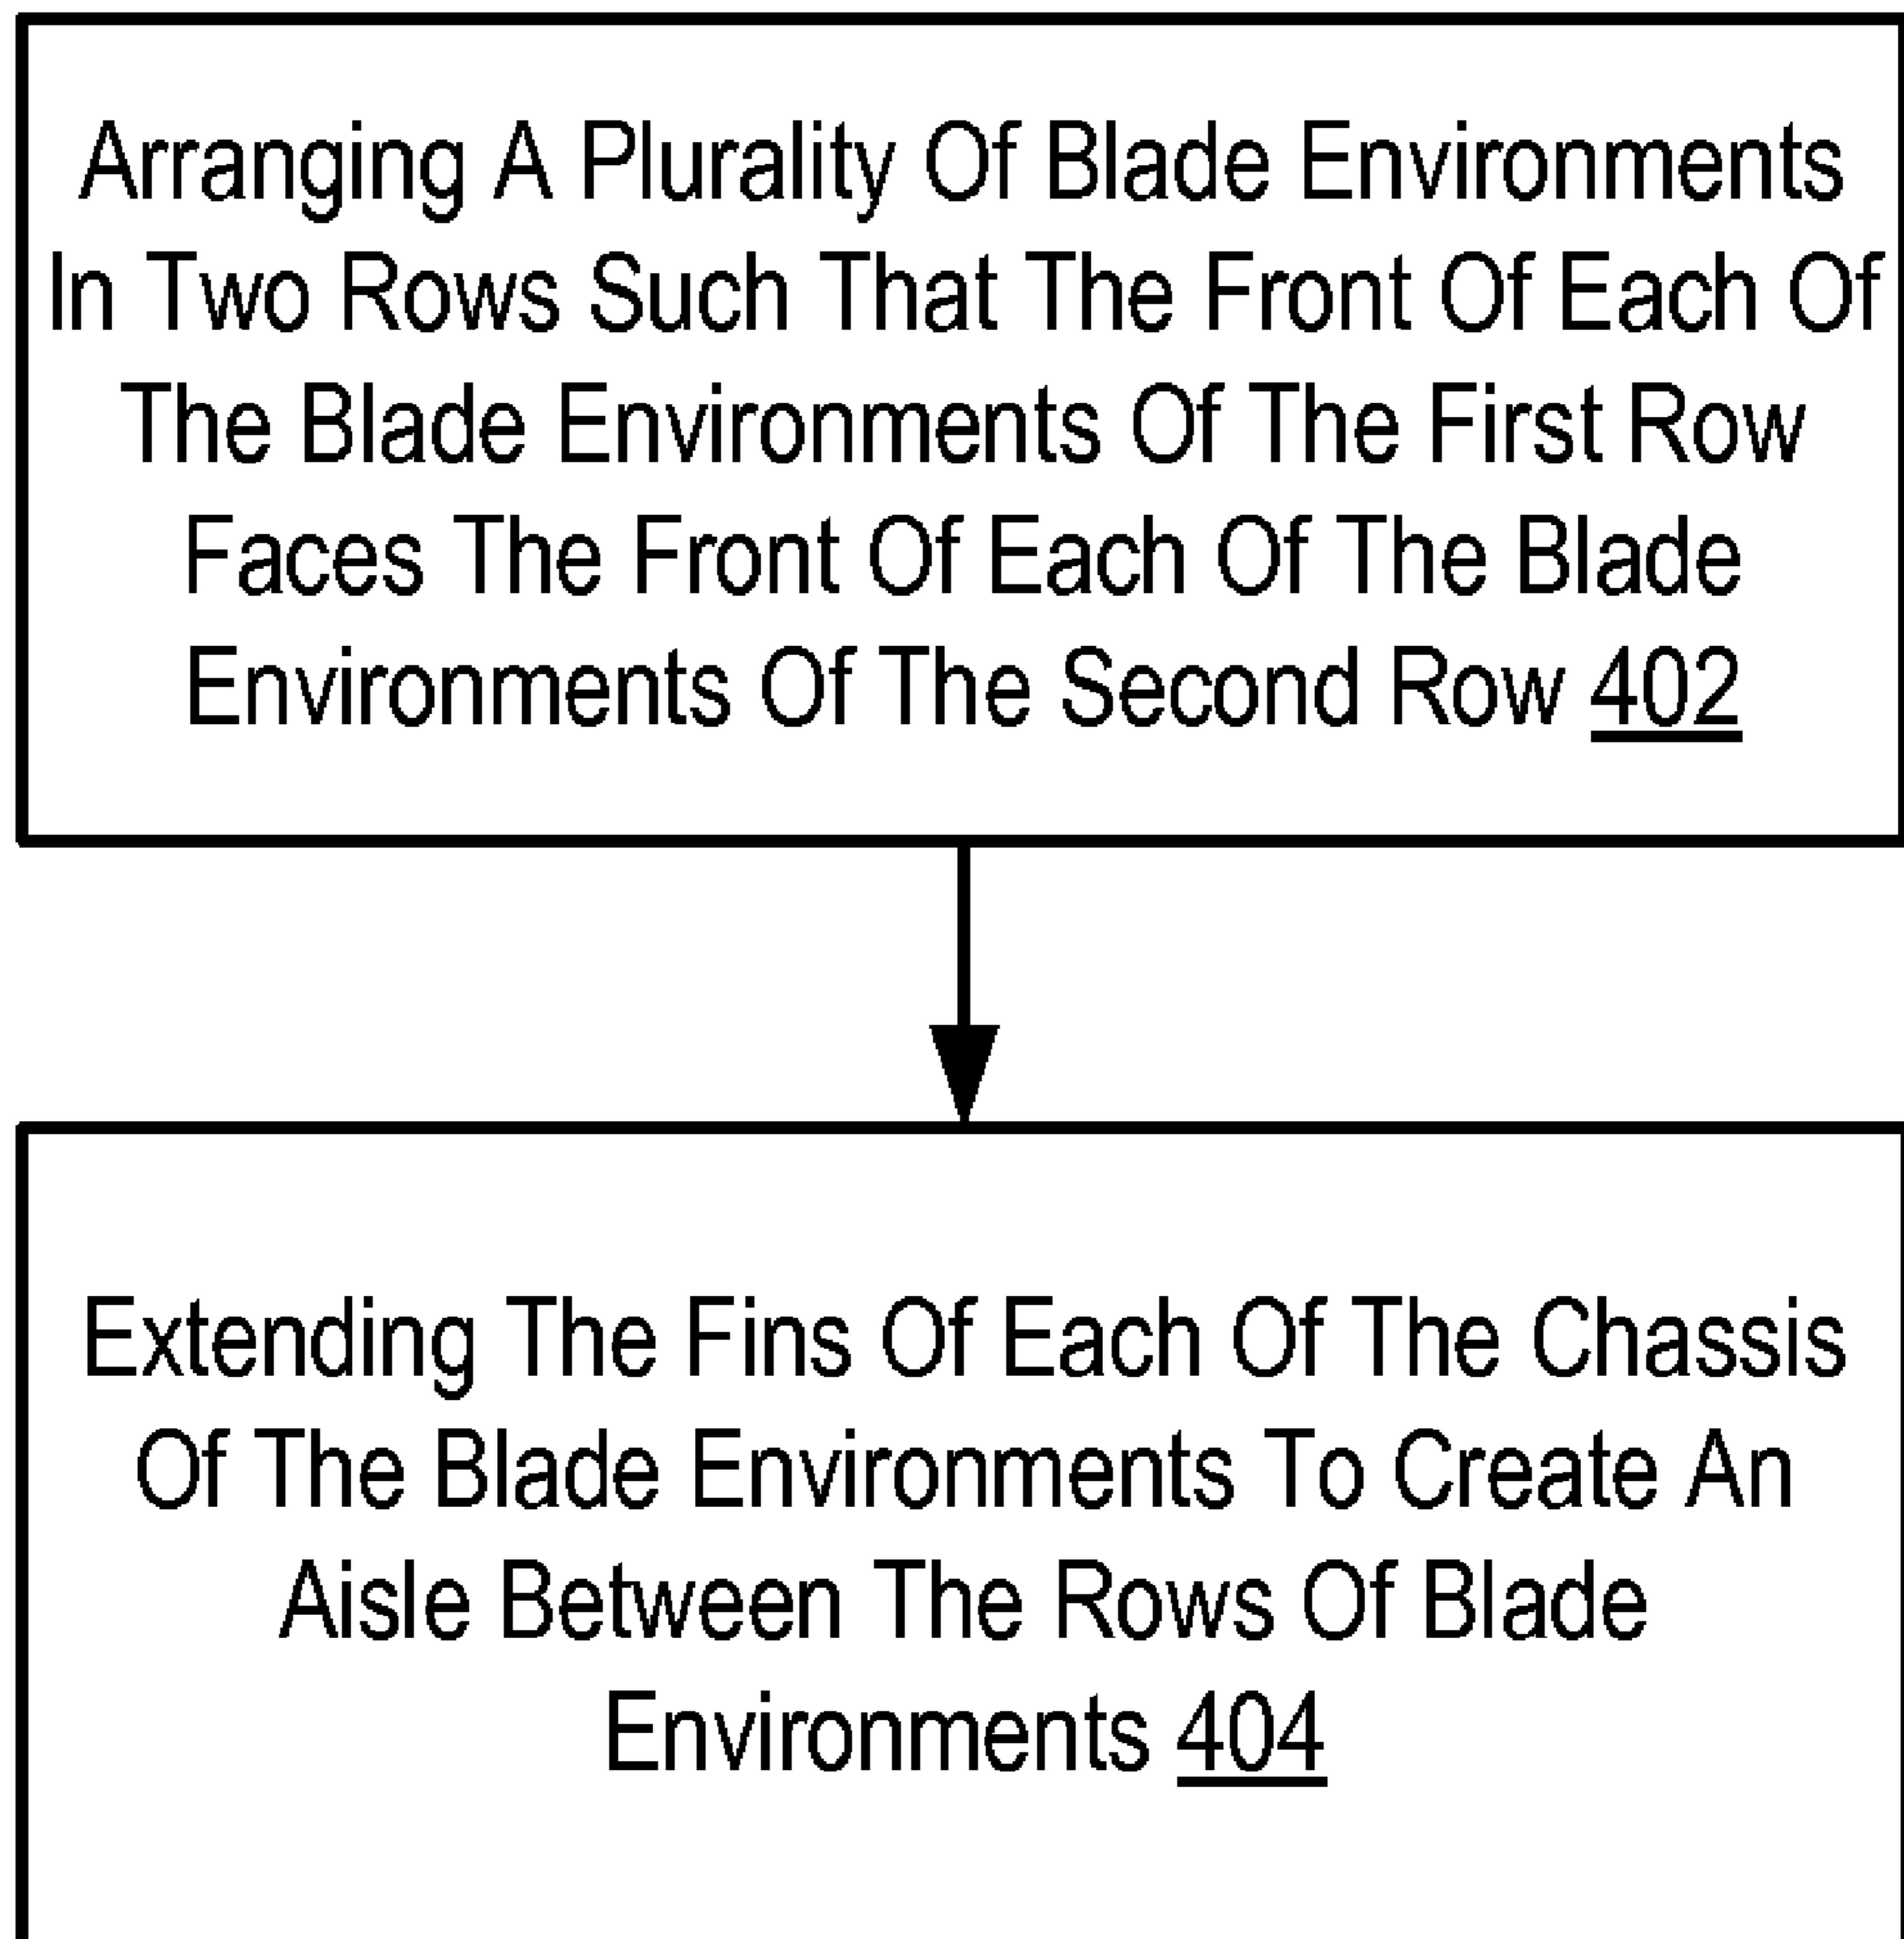 Arranging A Plurality Of Blade Environments
In Two Rows Such That The Front Of Each Of
The Blade Environments Of The First Row
Faces The Front Of Each Of The Blade
Environments Of The Second Row 402
Extending The Fins Of Each Of The Chassis
Of The Blade Environments To Create An
Aisle Between The Rows Of Blade
Environments 404